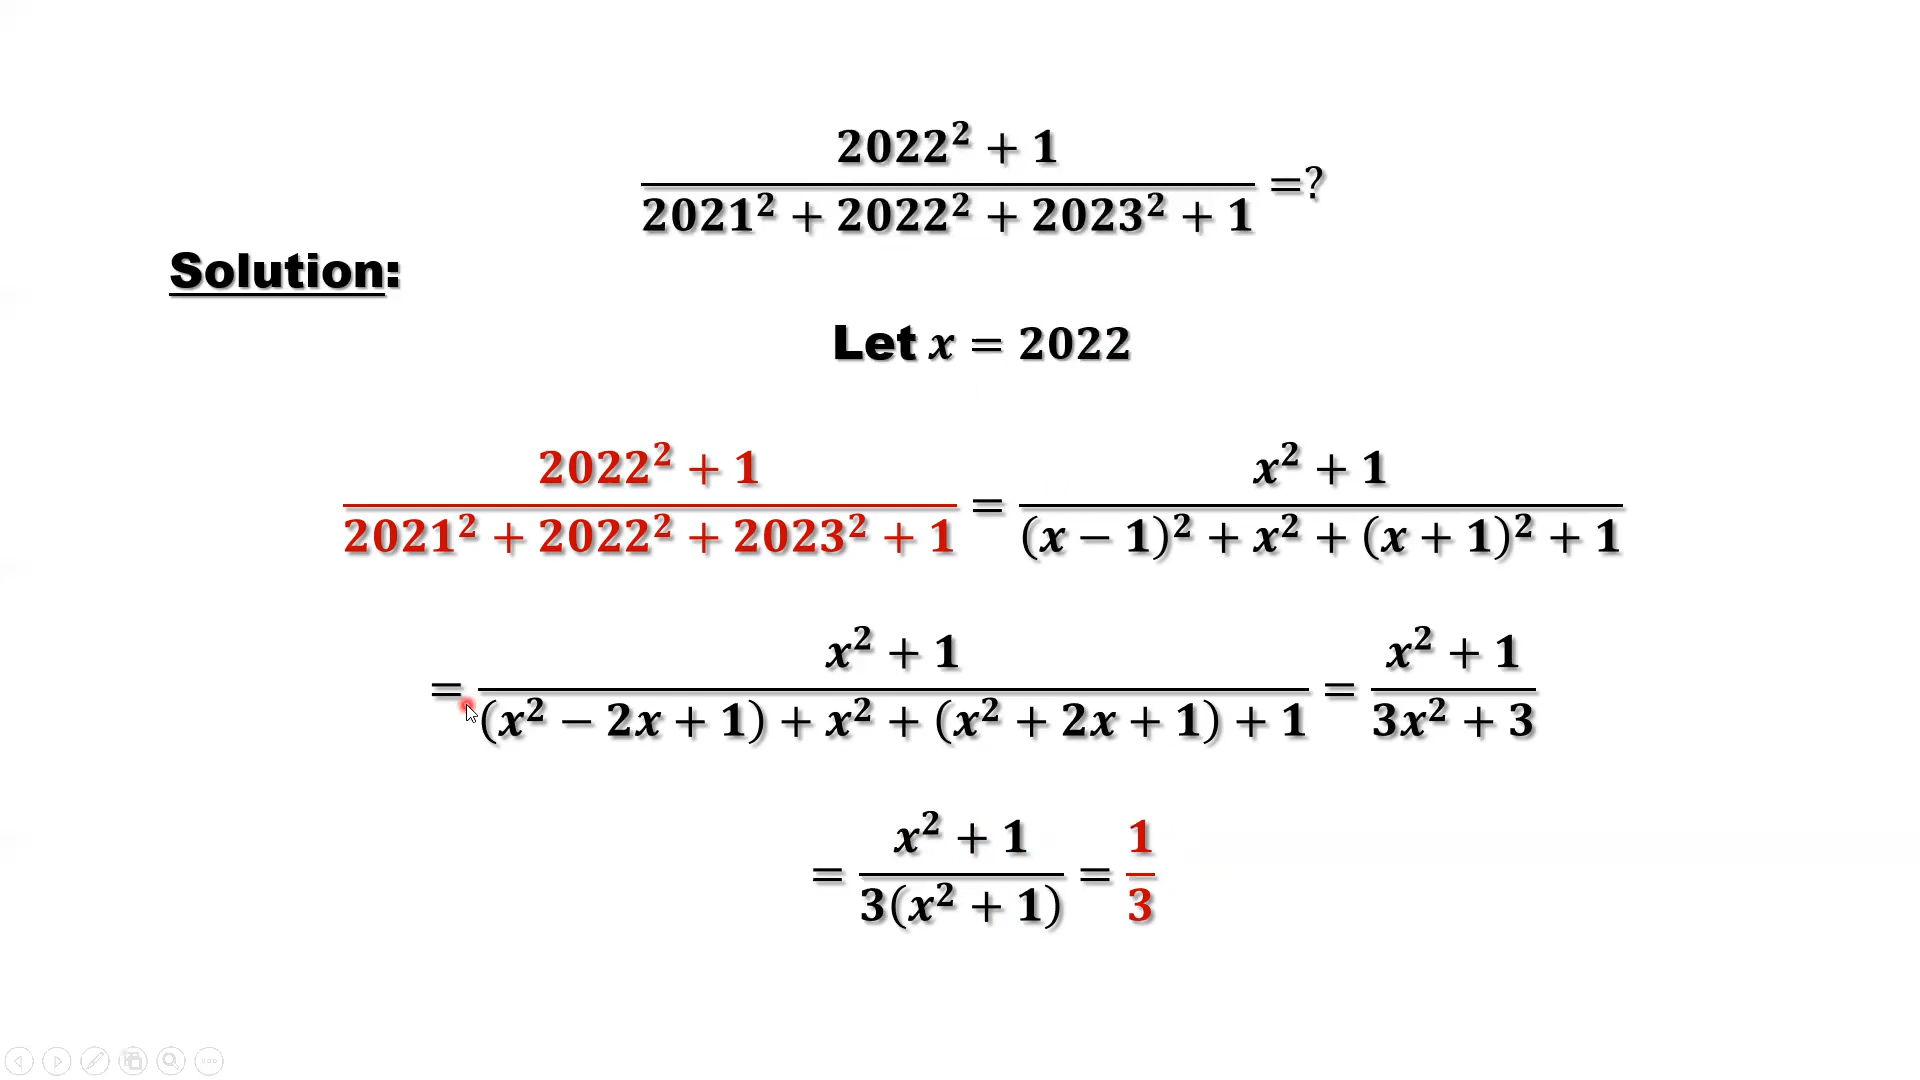 2022² + 1
2021² + 2022² + 2023² + 1 =?
Solution:
Let x = 2022
2022² + 1 x² + 1
2021² + 2022² + 2023² + 1 = (x − 1)² + x² + (x + 1)² + 1
x² + 1 x² + 1
= (x² − 2x + 1) + x² + (x² + 2x + 1) + 1 = 3x² + 3
x² + 1 1
= 3(x² + 1) = 3